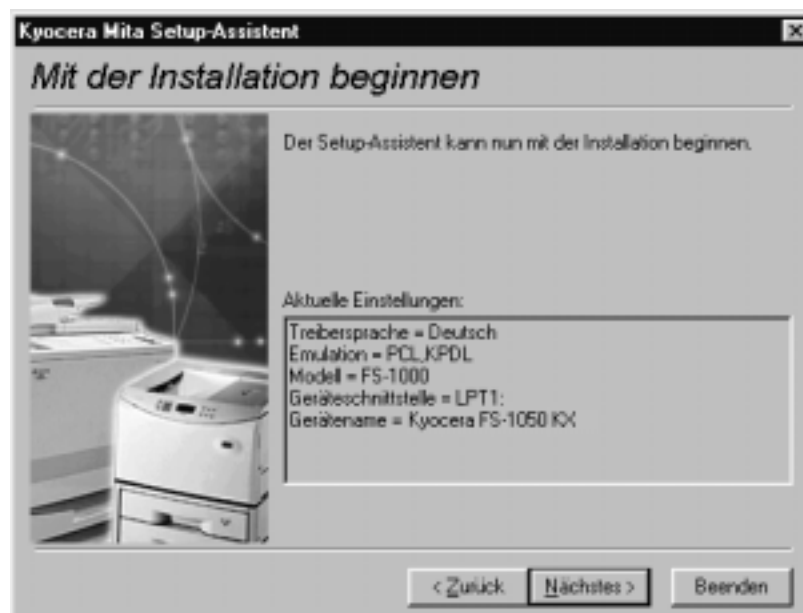 Kyocera Mita Setup-Assistent
Mit der Installation beginnen
Der Setup-Assistent kann nun mit der Installation beginnen.
Aktuelle Einstellungen:
Treibersprache = Deutsch
Emulation = PCL,KPDL
Modell = FS-1000
Geräteschnittstelle = LPT1:
Gerätename = Kyocera FS-1050 KX
< Zurück Nächstes > Beenden